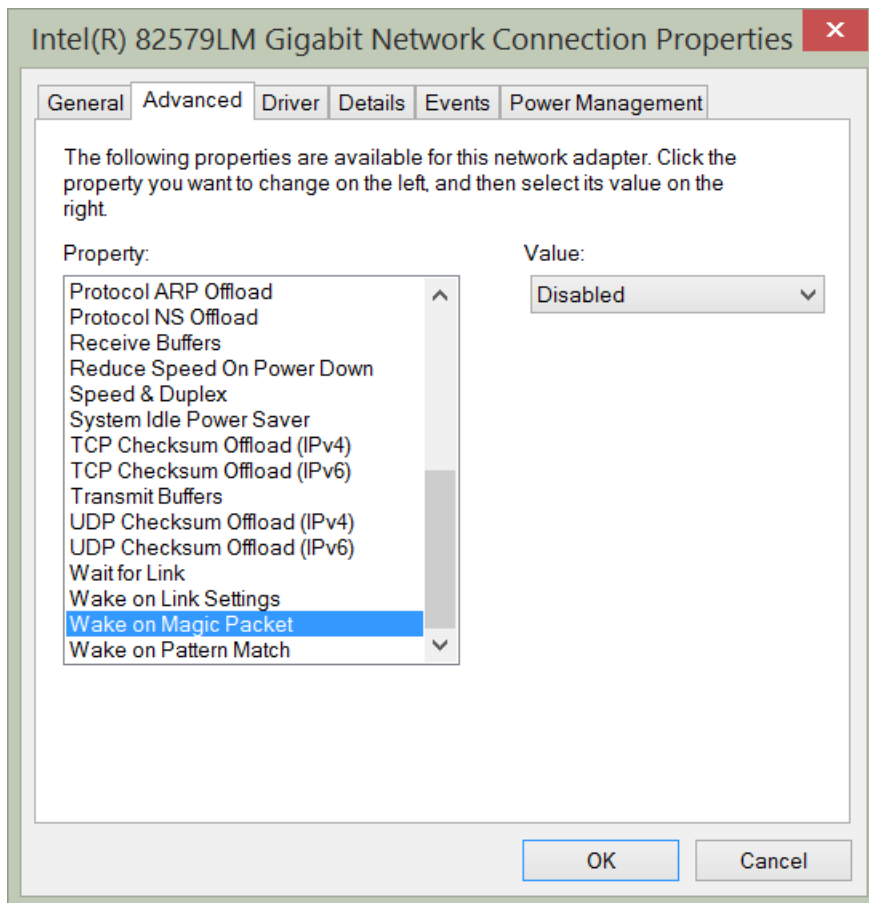 Intel(R) 82579LM Gigabit Network Connection Properties
General Advanced Driver Details Events Power Management
The following properties are available for this network adapter. Click the
property you want to change on the left, and then select its value on the
right.
Property:
Value:
Protocol ARP Offload
Protocol NS Offload
Receive Buffers
Reduce Speed On Power Down
Speed & Duplex
System Idle Power Saver
TCP Checksum Offload (IPv4)
TCP Checksum Offload (IPv6)
Transmit Buffers
UDP Checksum Offload (IPv4)
UDP Checksum Offload (IPv6)
Wait for Link
Wake on Link Settings
Wake on Magic Packet
Wake on Pattern Match
Disabled
OK Cancel